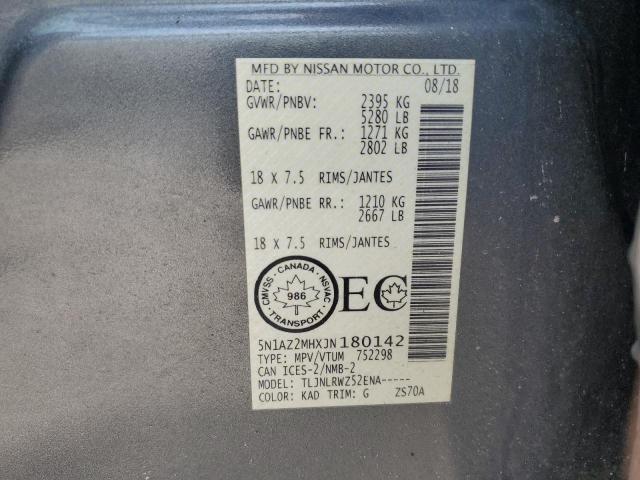 MFD BY NISSAN MOTOR CO., LTD.
DATE: 08/18
GVWR/PNBV: 2395 KG
5280 LB
GAWR/PNBE FR.: 1271 KG
2802 LB
18 X 7.5 RIMS/JANTES
GAWR/PNBE RR.: 1210 KG
2667 LB
18 X 7.5 RIMS/JANTES
CMVSS · CANADA · NSVAC
986
TRANSPORT
EC
5N1AZ2MHXJN180142
TYPE: MPV/VTUM 752298
CAN ICES-2/NMB-2
MODEL: TLJNLRWZ52ENA-----
COLOR: KAD TRIM: G ZS70A